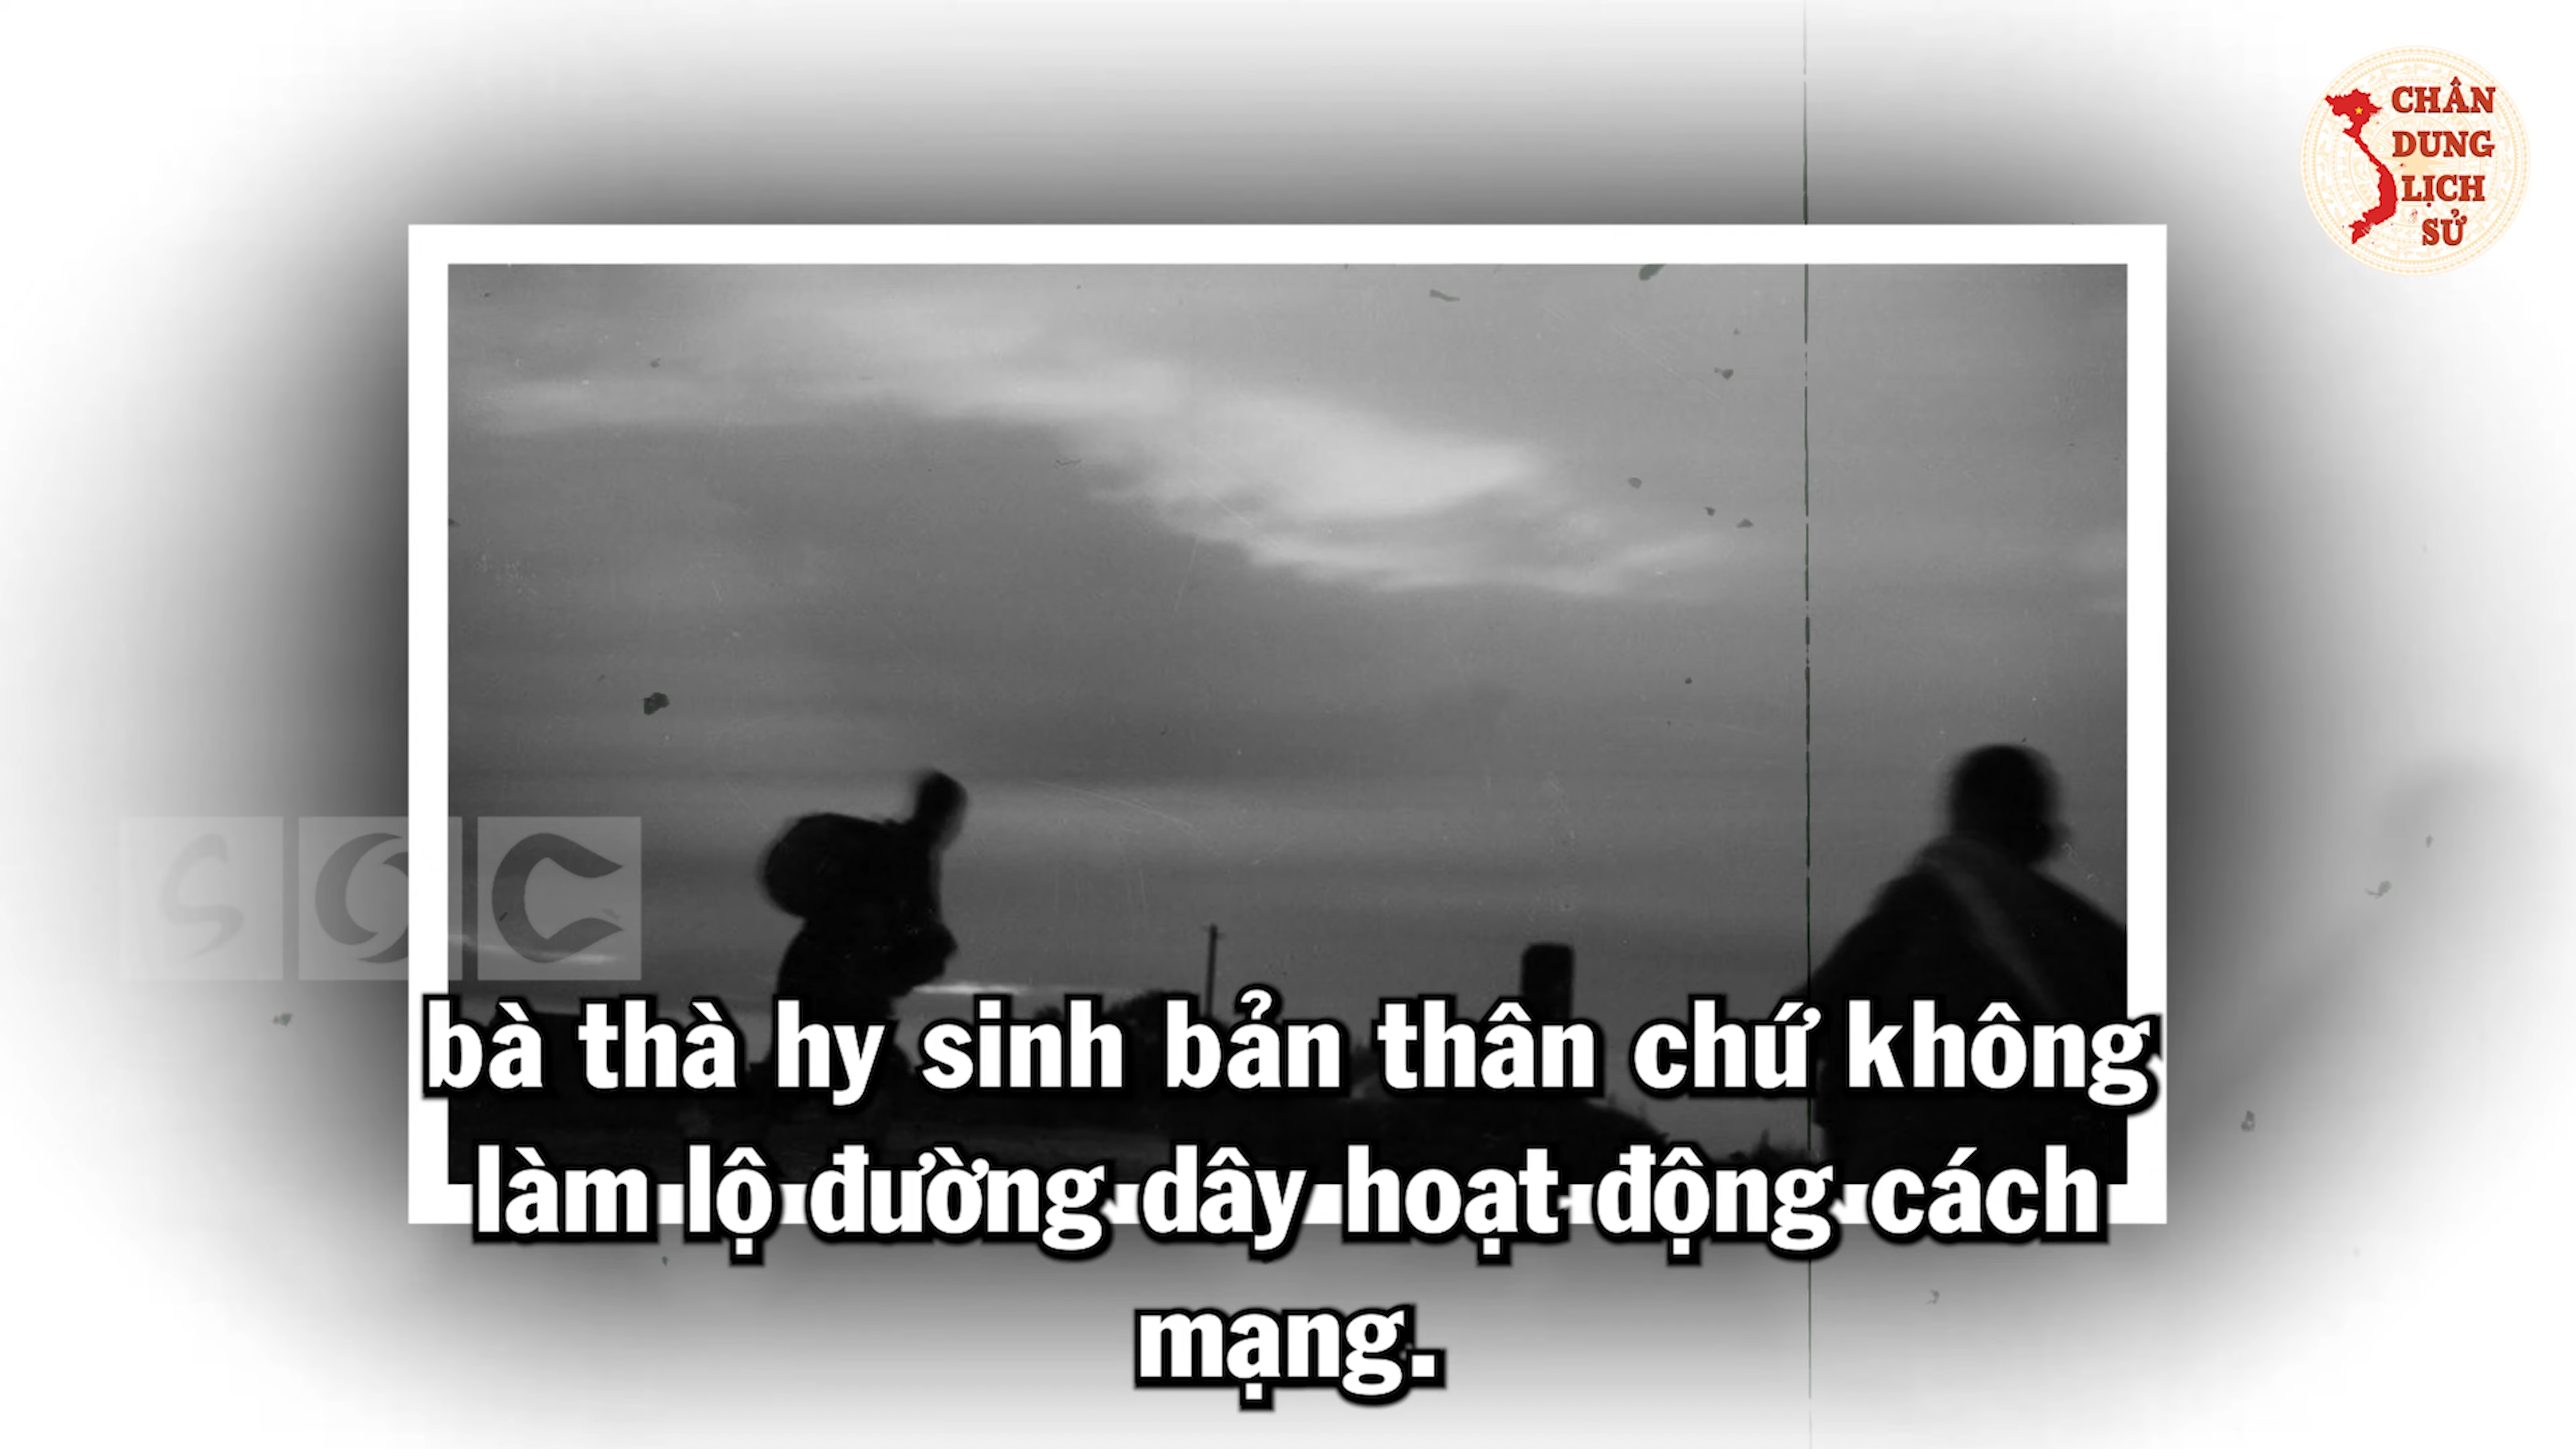 CHÂN
DUNG
LỊCH
SỬ
SOC
bà thà hy sinh bản thân chứ không
làm lộ đường dây hoạt động cách
mạng.